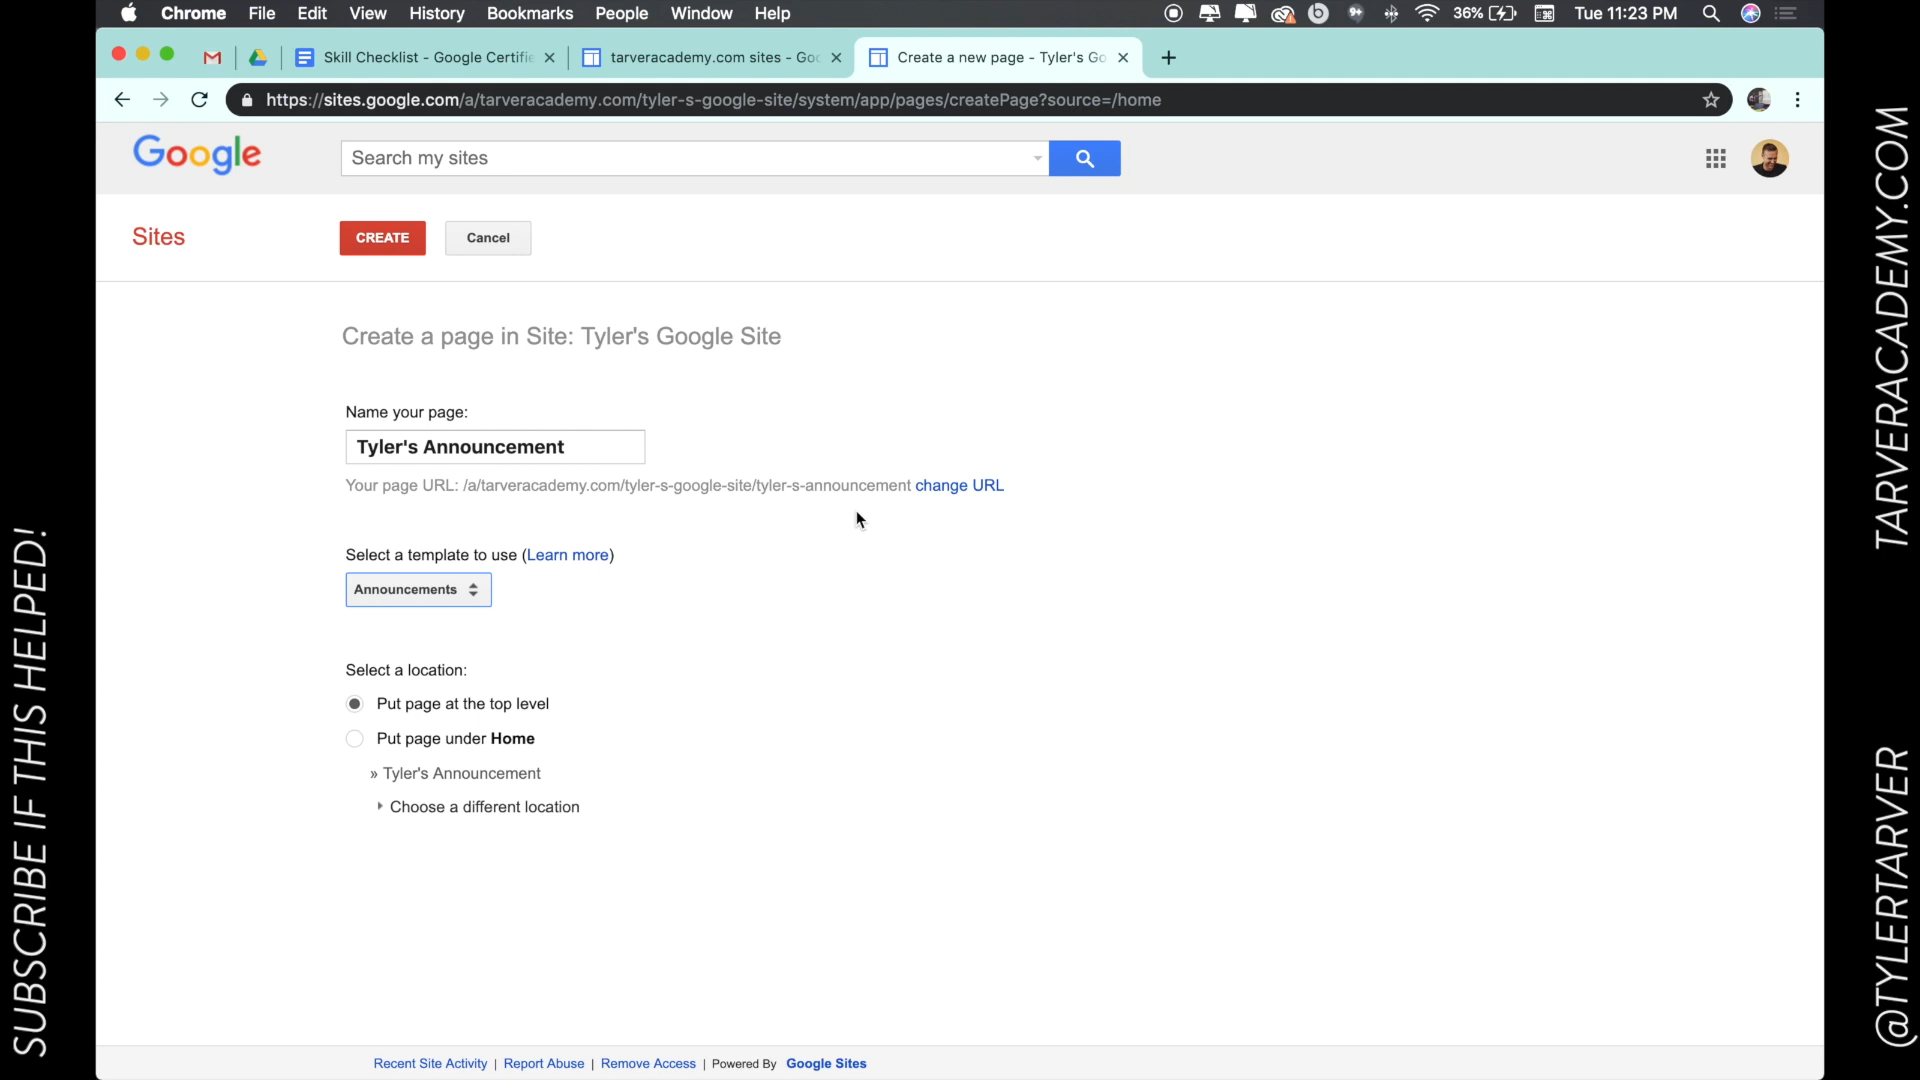 Chrome File Edit View History Bookmarks People Window Help 36% Tue 11:23 PM
Skill Checklist - Google Certifi tarveracademy.com sites - Go Create a new page - Tyler's Go
https://sites.google.com/a/tarveracademy.com/tyler-s-google-site/system/app/pages/createPage?source=/home
Google Search my sites
Sites CREATE Cancel
Create a page in Site: Tyler's Google Site
Name your page:
Tyler's Announcement
Your page URL: /a/tarveracademy.com/tyler-s-google-site/tyler-s-announcement change URL
Select a template to use (Learn more)
Announcements
Select a location:
Put page at the top level
Put page under Home
» Tyler's Announcement
Choose a different location
Recent Site Activity | Report Abuse | Remove Access | Powered By Google Sites
SUBSCRIBE IF THIS HELPED!
TARVERACADEMY.COM
@TYLERTARVER